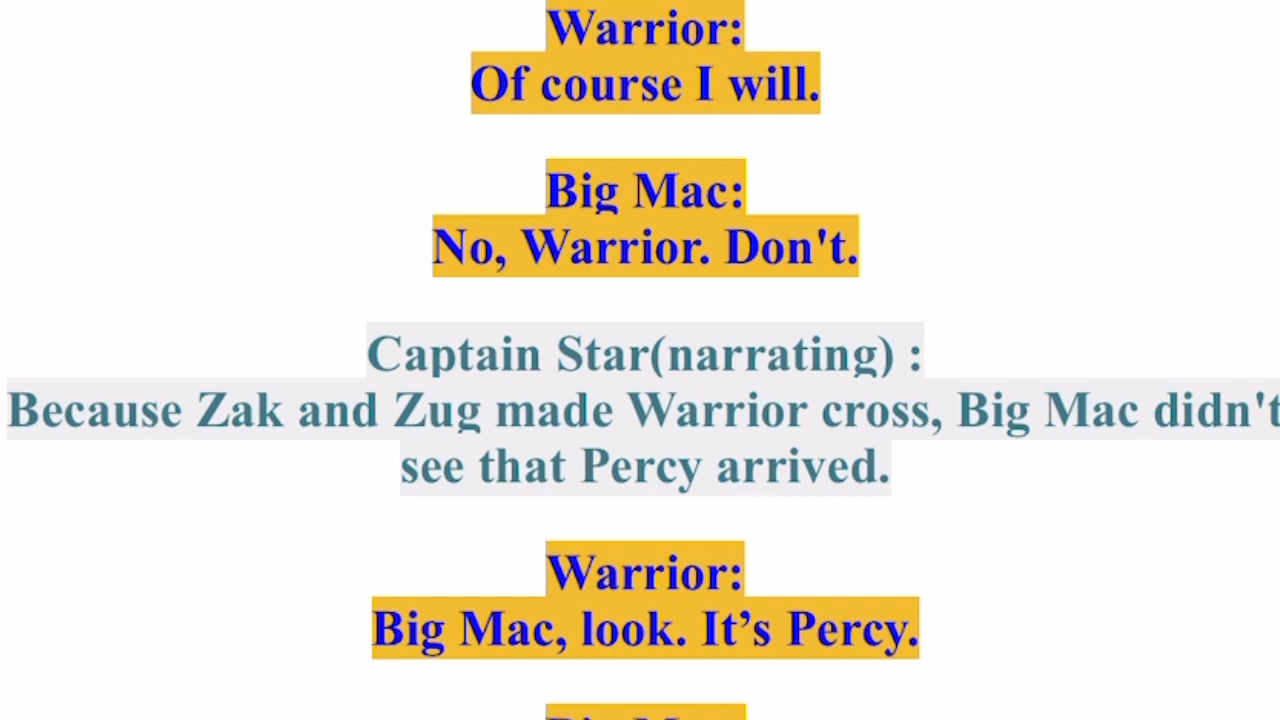 Warrior:
Of course I will.
Big Mac:
No, Warrior. Don't.
Captain Star(narrating) :
Because Zak and Zug made Warrior cross, Big Mac didn't
see that Percy arrived.
Warrior:
Big Mac, look. It’s Percy.